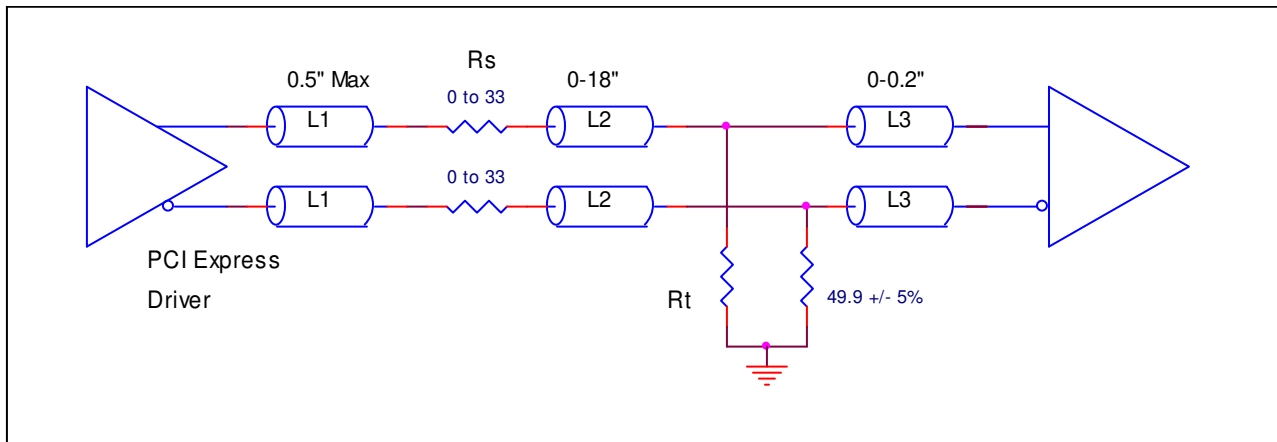 Rs
0.5" Max
0-18"
0-0.2"
0 to 33
L1
L2
L3
0 to 33
L1
L2
L3
PCI Express
Driver
Rt
49.9 +/- 5%